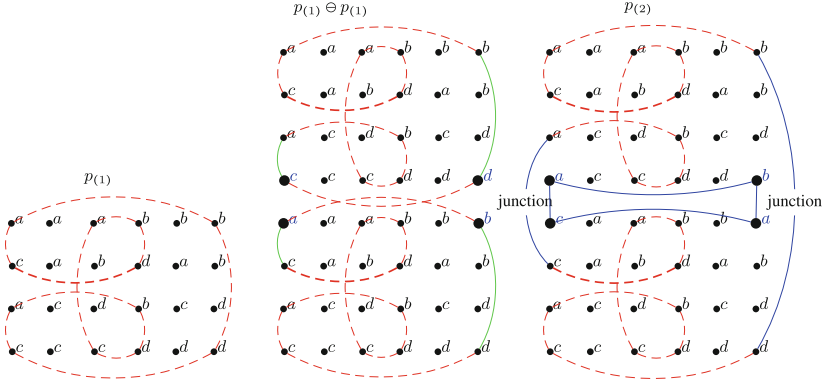 p(1) ⊖ p(1) p(2)
a a a b b b a a a b b b
c a b d a b c a b d a b
a c d b c d a c d b c d
p(1) c c c d d d a c c d d b
junction junction
a a a b b b a a a b b b c a a b b a
c a b d a b c a b d a b c a b d a b
a c d b c d a c d b c d a c d b c d
c c c d d d c c c d d d c c c d d d